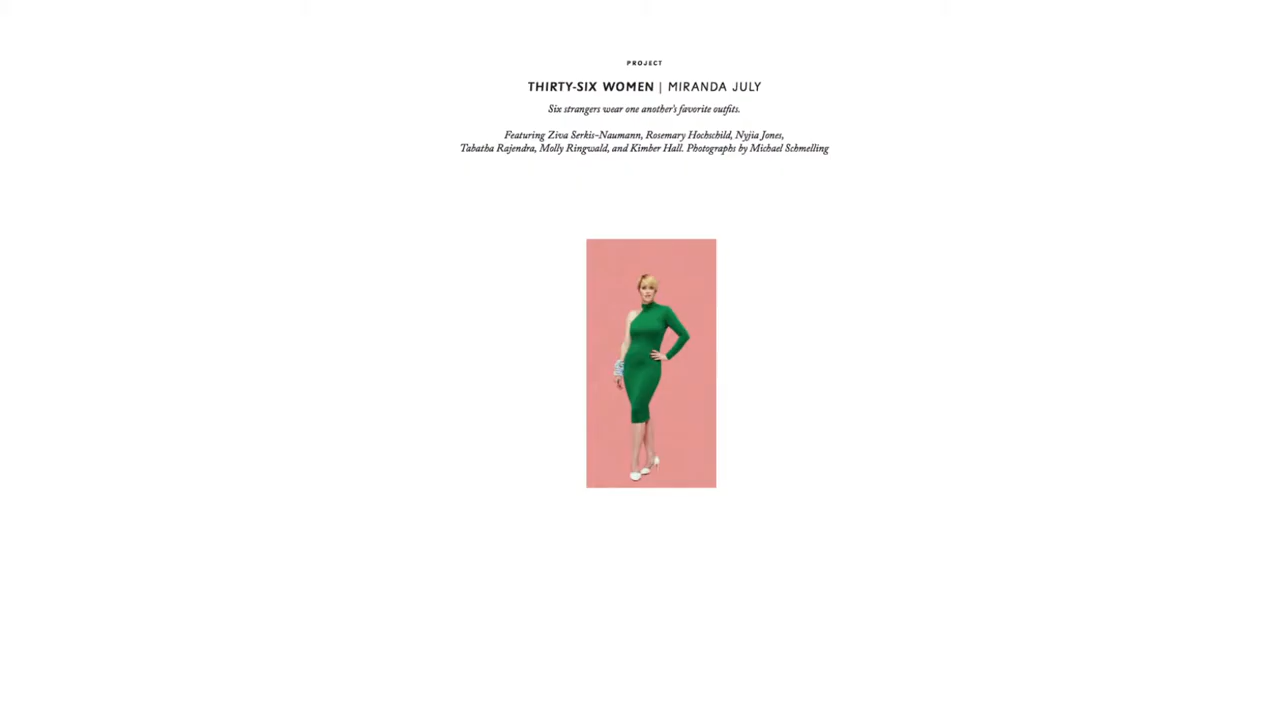 PROJECT
THIRTY-SIX WOMEN | MIRANDA JULY
Six strangers wear one another's favorite outfits.
Featuring Ziva Serkis-Naumann, Rosemary Hochschild, Nyjia Jones,
Tabatha Rajendra, Molly Ringwald, and Kimber Hall. Photographs by Michael Schmelling